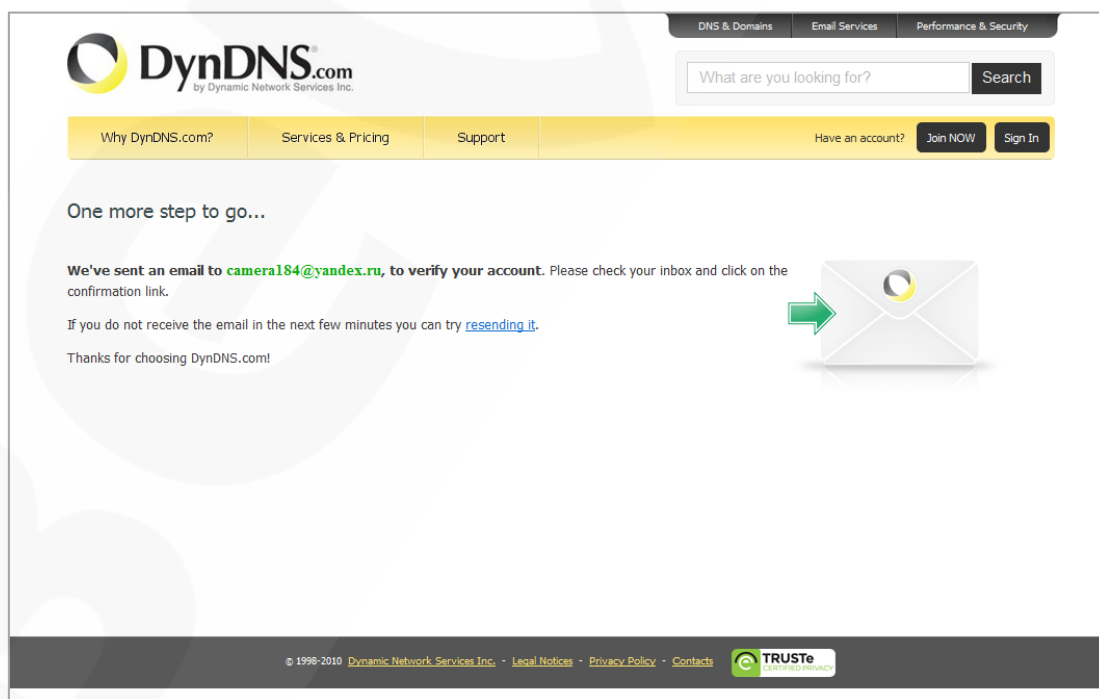 DNS & Domains Email Services Performance & Security
DynDNS.com
by Dynamic Network Services Inc.
What are you looking for? Search
Why DynDNS.com? Services & Pricing Support Have an account? Join NOW Sign In
One more step to go...
We've sent an email to camera184@yandex.ru, to verify your account. Please check your inbox and click on the
confirmation link.
If you do not receive the email in the next few minutes you can try resending it.
Thanks for choosing DynDNS.com!
© 1998-2010 Dynamic Network Services Inc. - Legal Notices - Privacy Policy - Contacts TRUSTe
CERTIFIED PRIVACY